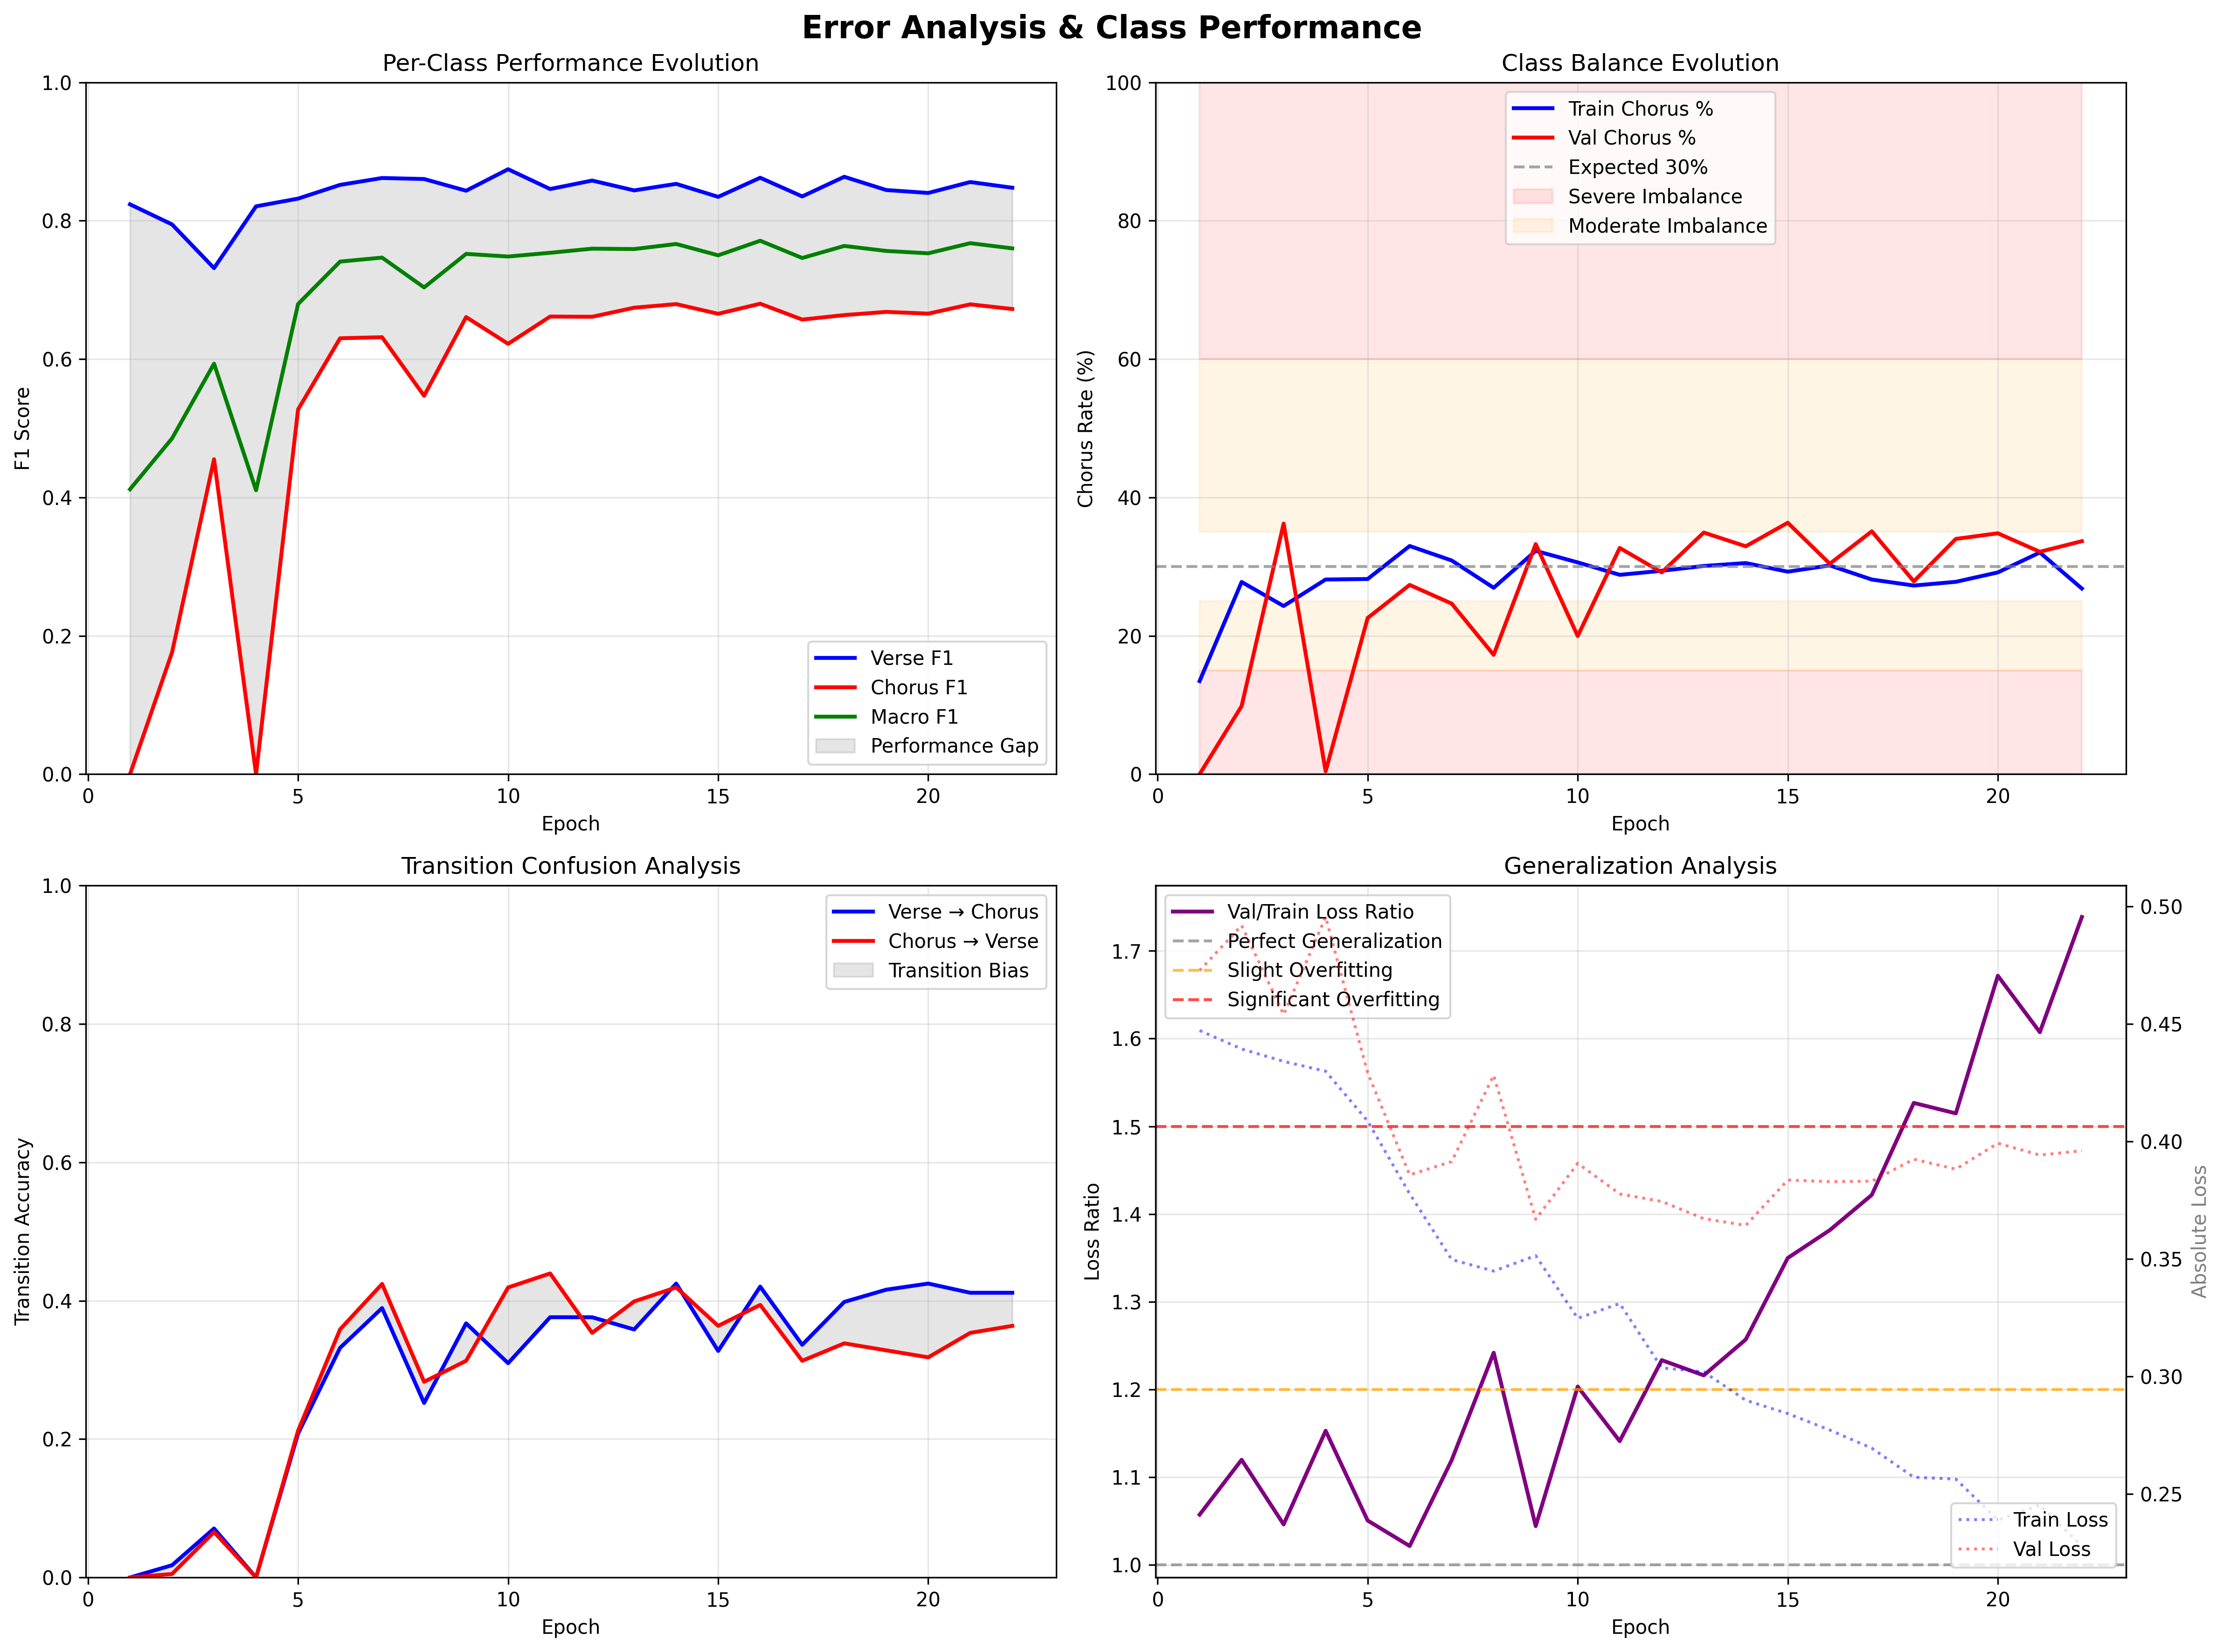 Error Analysis & Class Performance
Per-Class Performance Evolution
1.0
0.8
0.6
0.4
0.2
0.0
F1 Score
0
5
10
15
20
Epoch
Verse F1
Chorus F1
Macro F1
Performance Gap
Class Balance Evolution
100
80
60
40
20
0
Chorus Rate (%)
0
5
10
15
20
Epoch
Train Chorus %
Val Chorus %
Expected 30%
Severe Imbalance
Moderate Imbalance
Transition Confusion Analysis
1.0
0.8
0.6
0.4
0.2
0.0
Transition Accuracy
0
5
10
15
20
Epoch
Verse → Chorus
Chorus → Verse
Transition Bias
Generalization Analysis
1.7
1.6
1.5
1.4
1.3
1.2
1.1
1.0
Loss Ratio
0
5
10
15
20
Epoch
Val/Train Loss Ratio
Perfect Generalization
Slight Overfitting
Significant Overfitting
0.50
0.45
0.40
0.35
0.30
0.25
Absolute Loss
Train Loss
Val Loss